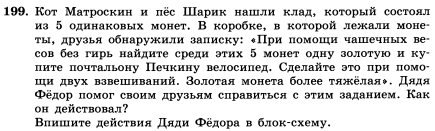 199. Кот Матроскин и пёс Шарик нашли клад, который состоял
из 5 одинаковых монет. В коробке, в которой лежали моне-
ты, друзья обнаружили записку: «При помощи чашечных ве-
сов без гирь найдите среди этих 5 монет одну золотую и ку-
пите почтальону Печкину велосипед. Сделайте это при помо-
щи двух взвешиваний. Золотая монета более тяжёлая». Дядя
Фёдор помог своим друзьям справиться с этим заданием. Как
он действовал?
Впишите действия Дяди Фёдора в блок-схему.